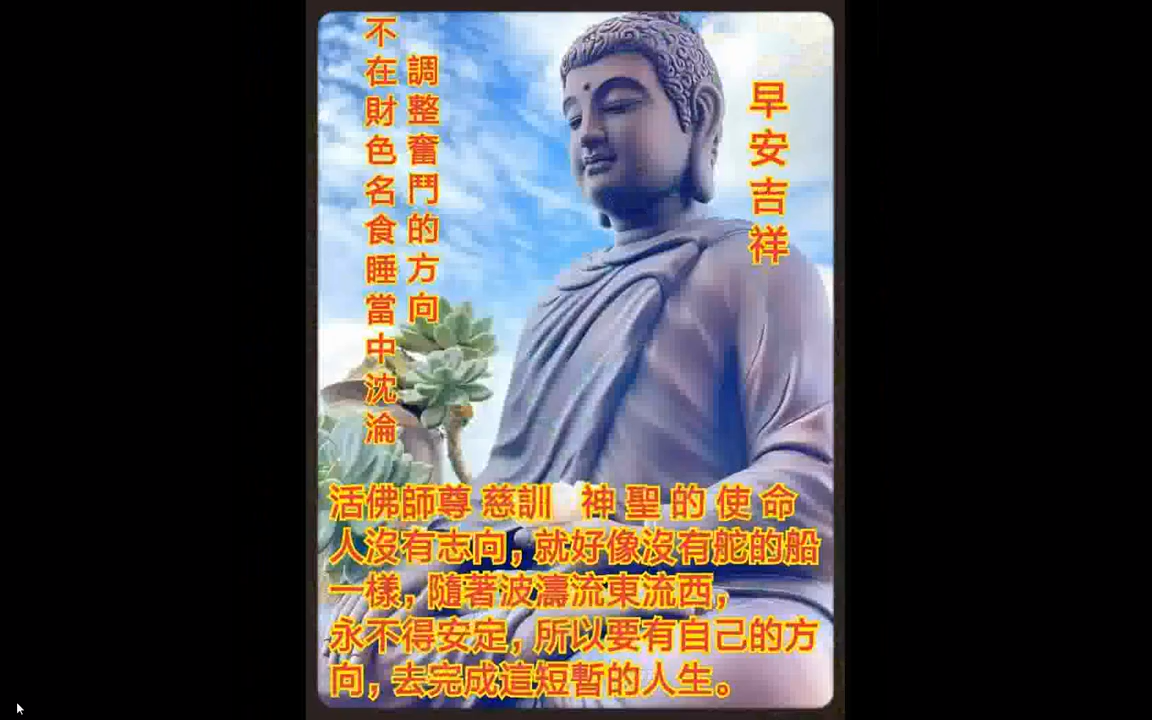 早安吉祥
調整奮鬥的方向
不在財色名食睡當中沈淪
活佛師尊 慈訓 神聖的使命
人沒有志向，就好像沒有舵的船
一樣，隨著波濤流東流西，
永不得安定，所以要有自己的方
向，去完成這短暫的人生。